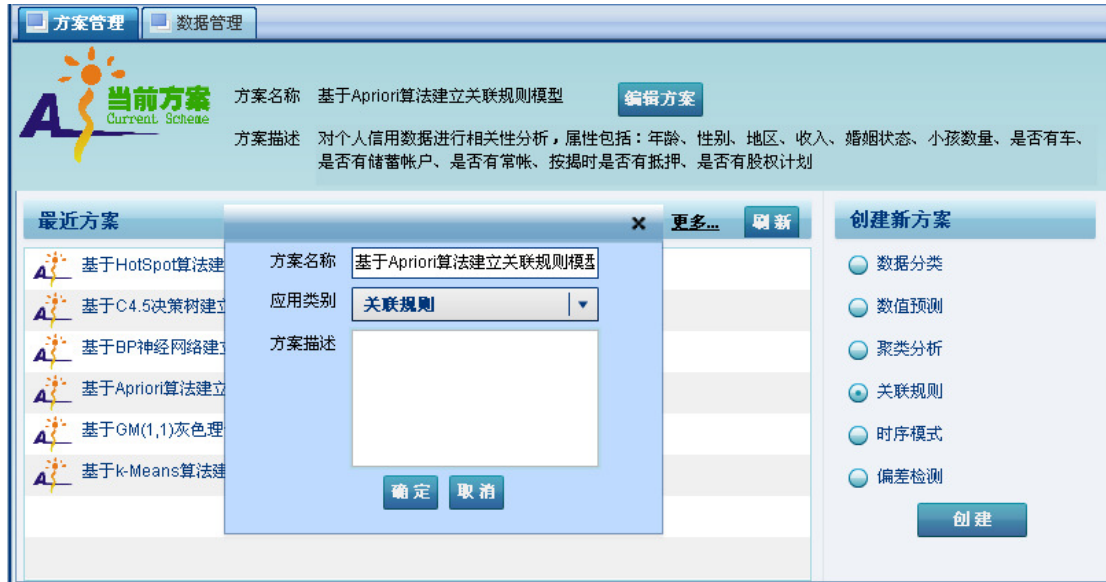 方案管理 数据管理
当前方案
Current Scheme
方案名称 基于Apriori算法建立关联规则模型 编辑方案
方案描述 对个人信用数据进行相关性分析，属性包括：年龄、性别、地区、收入、婚姻状态、小孩数量、是否有车、
是否有储蓄帐户、是否有常帐、按揭时是否有抵押、是否有股权计划
最近方案 更多... 刷新
基于HotSpot算法建
基于C4.5决策树建立
基于BP神经网络建
基于Apriori算法建立
基于GM(1,1)灰色理
基于k-Means算法建
方案名称 基于Apriori算法建立关联规则模型
应用类别 关联规则
方案描述
确定 取消
创建新方案
数据分类
数值预测
聚类分析
关联规则
时序模式
偏差检测
创建